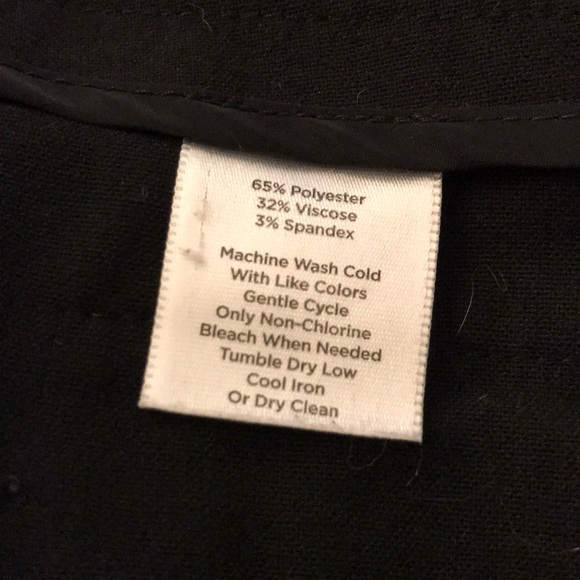 65% Polyester
32% Viscose
3% Spandex
Machine Wash Cold
With Like Colors
Gentle Cycle
Only Non-Chlorine
Bleach When Needed
Tumble Dry Low
Cool Iron
Or Dry Clean